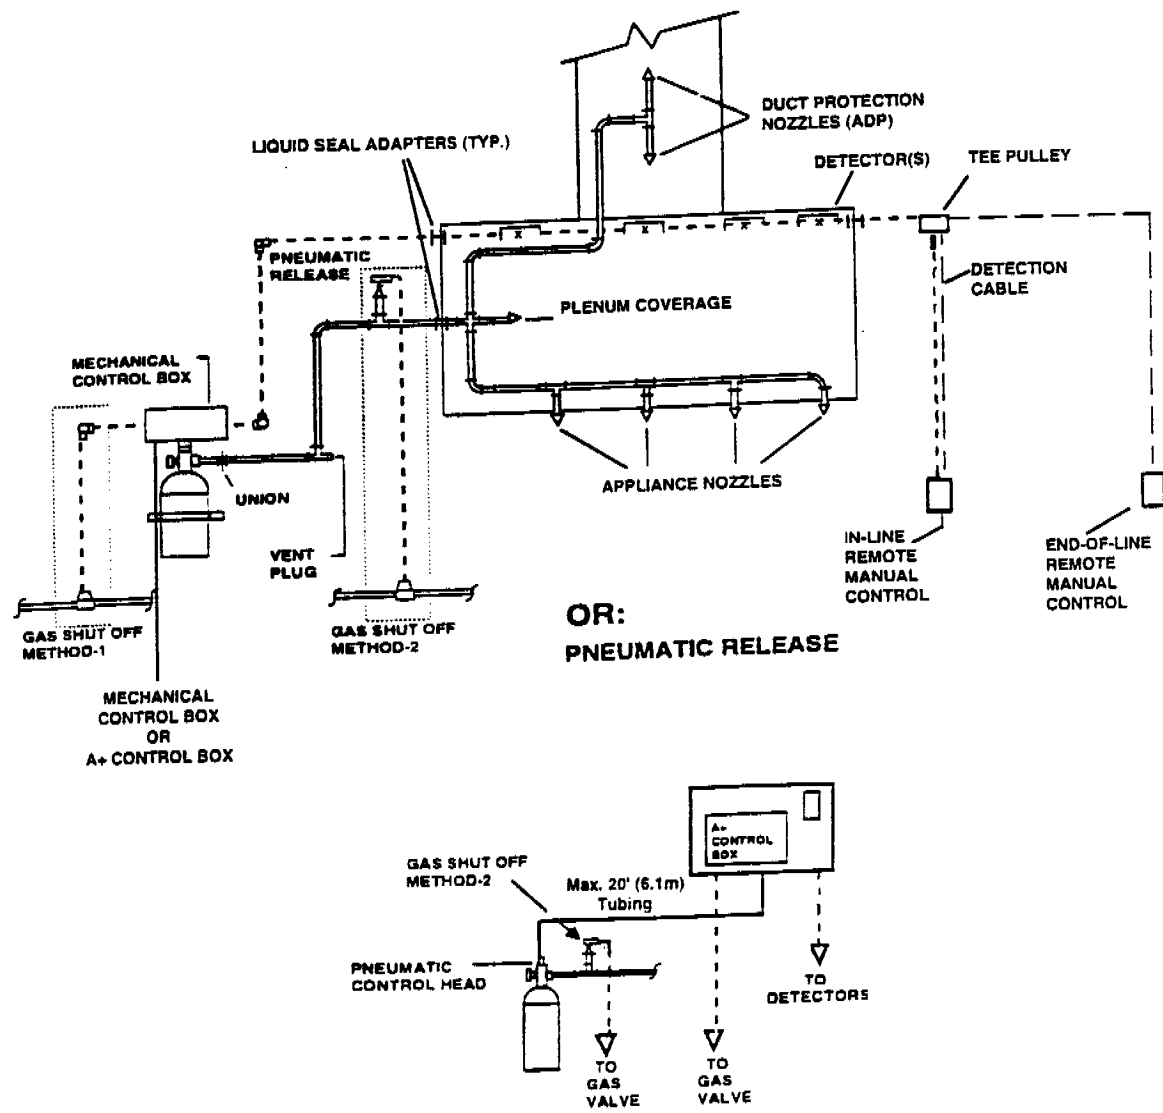 DUCT PROTECTION
NOZZLES (ADP)
LIQUID SEAL ADAPTERS (TYP.)
DETECTOR(S)
TEE PULLEY
PNEUMATIC
RELEASE
DETECTION
CABLE
PLENUM COVERAGE
MECHANICAL
CONTROL BOX
UNION
APPLIANCE NOZZLES
VENT
PLUG
IN-LINE
REMOTE
MANUAL
CONTROL
END-OF-LINE
REMOTE
MANUAL
CONTROL
GAS SHUT OFF
METHOD-1
GAS SHUT OFF
METHOD-2
OR:
PNEUMATIC RELEASE
MECHANICAL
CONTROL BOX
OR
A+ CONTROL BOX
A+
CONTROL
BOX
GAS SHUT OFF
METHOD-2
Max. 20' (6.1m)
Tubing
PNEUMATIC
CONTROL HEAD
TO
DETECTORS
TO
GAS
VALVE
TO
GAS
VALVE